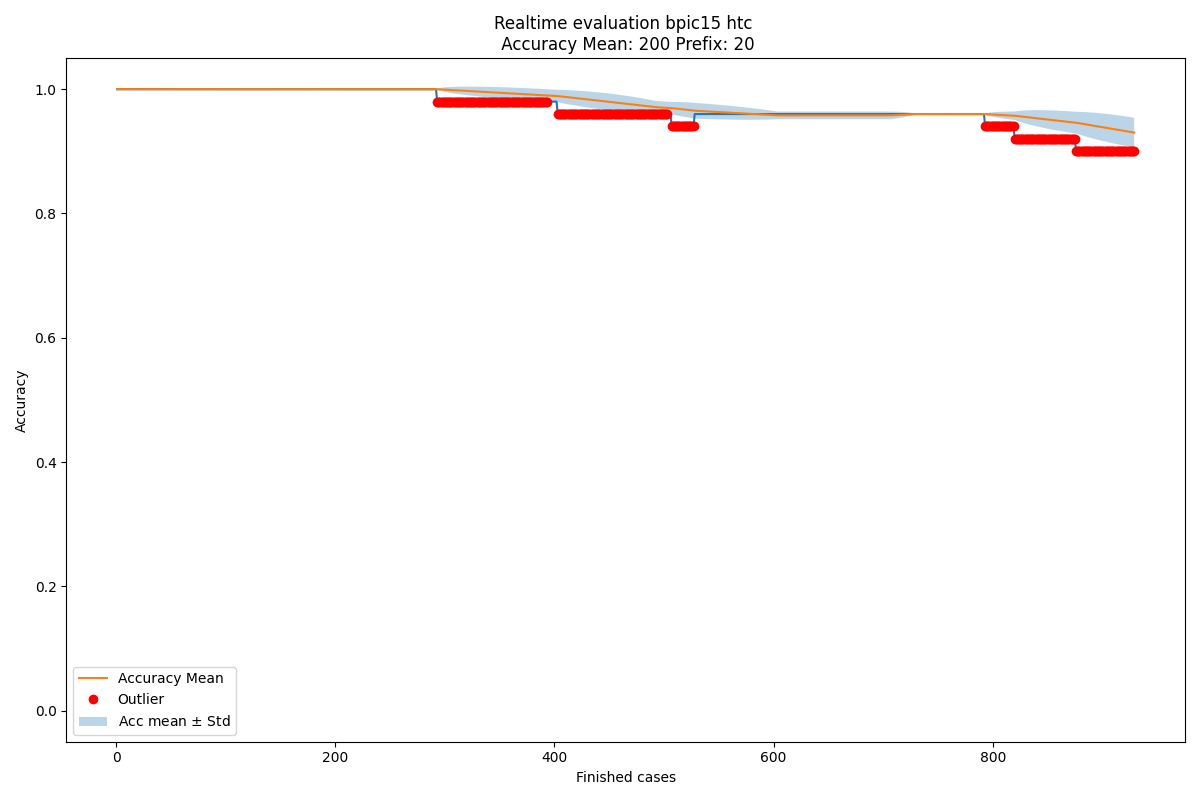 Realtime evaluation bpic15 htc
Accuracy Mean: 200 Prefix: 20
1.0
0.8
0.6
0.4
0.2
0.0
Accuracy
Accuracy Mean
Outlier
Acc mean ± Std
0
200
400
600
800
Finished cases